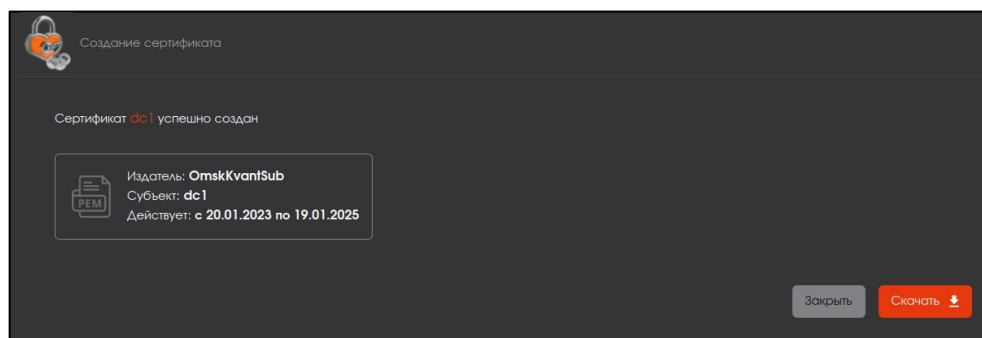 Создание сертификата
Сертификат dc1 успешно создан
PEM
Издатель: OmskKvantSub
Субъект: dc1
Действует: с 20.01.2023 по 19.01.2025
Закрыть
Скачать